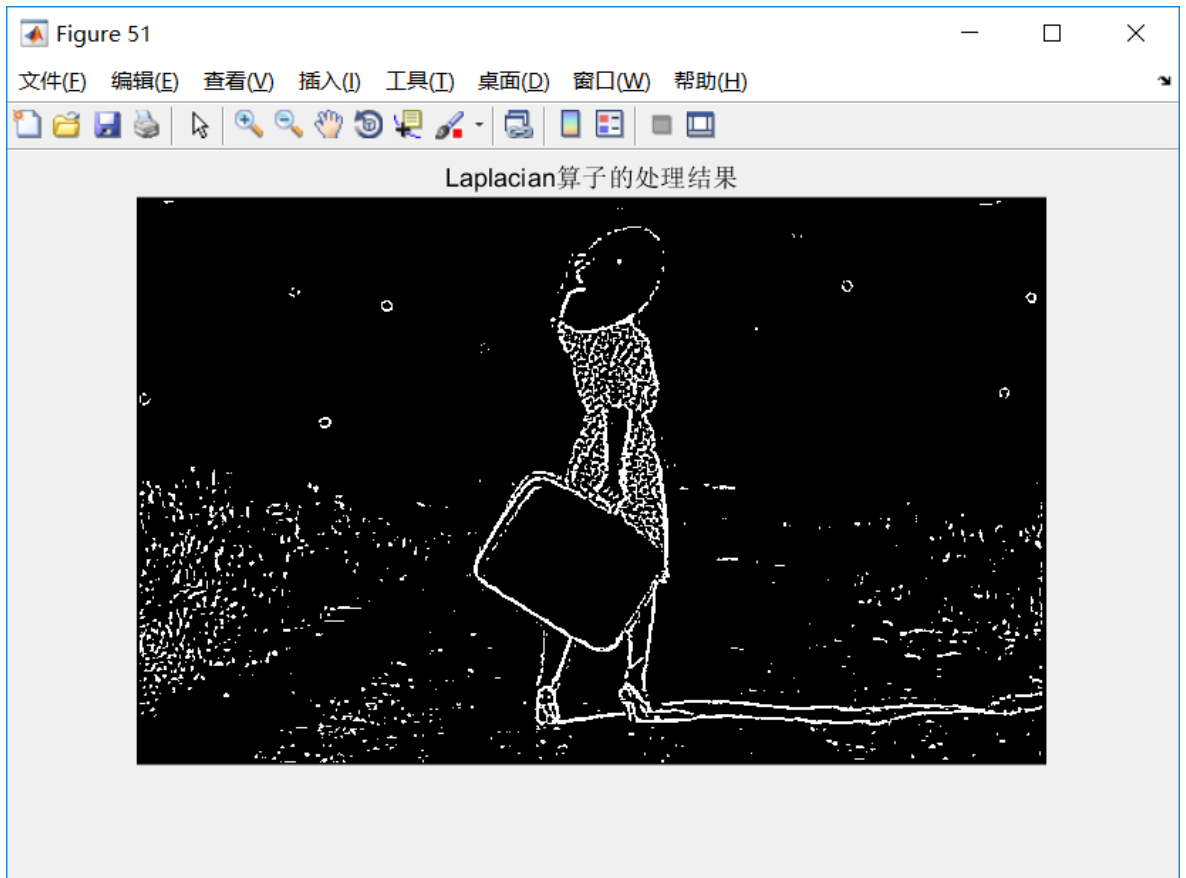 Figure 51
文件(F) 编辑(E) 查看(V) 插入(I) 工具(T) 桌面(D) 窗口(W) 帮助(H)
Laplacian算子的处理结果